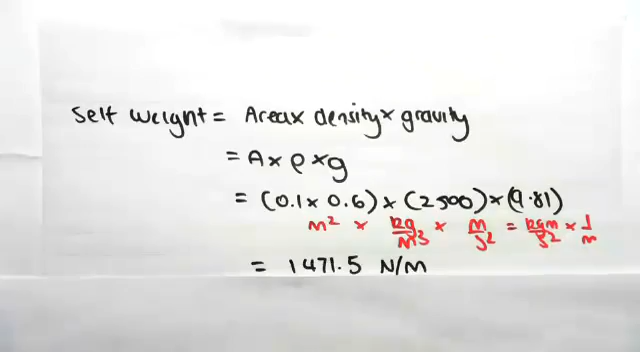 Self weight = Area x density x gravity
= A x ρ x g
= (0.1 x 0.6) x (2500) x (9.81)
m² x kg/m³ x m/s² = kgm/s² x 1/m
= 1471.5 N/M